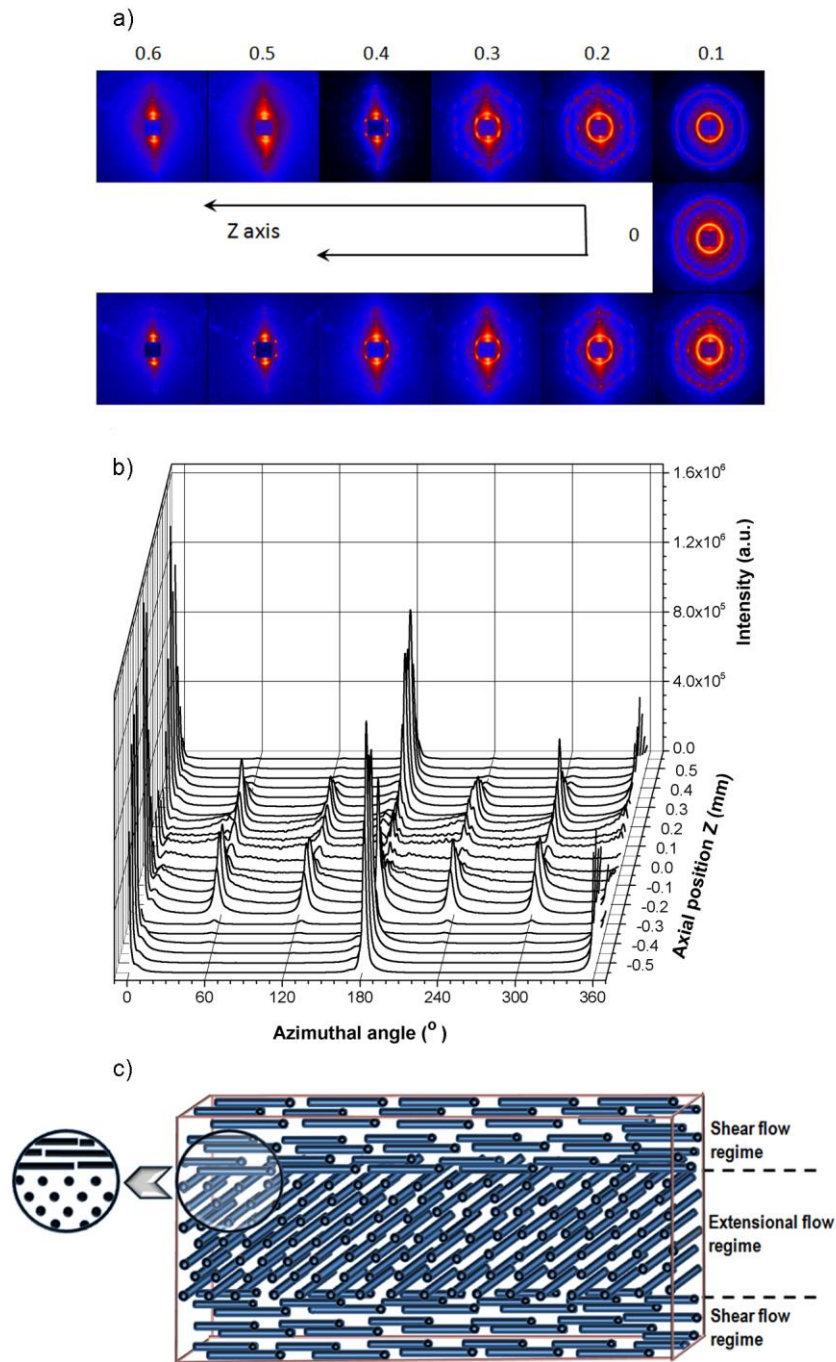 a)
0.6 0.5 0.4 0.3 0.2 0.1
Z axis
0
b)
1.6x10⁶
1.2x10⁶
8.0x10⁵
4.0x10⁵
0.0
Intensity (a.u.)
0.5
0.4
0.3
0.2
0.1
0.0
-0.1
-0.2
-0.3
-0.4
-0.5
Axial position Z (mm)
0 60 120 180 240 300 360
Azimuthal angle (°)
c)
Shear flow
regime
Extensional flow
regime
Shear flow
regime